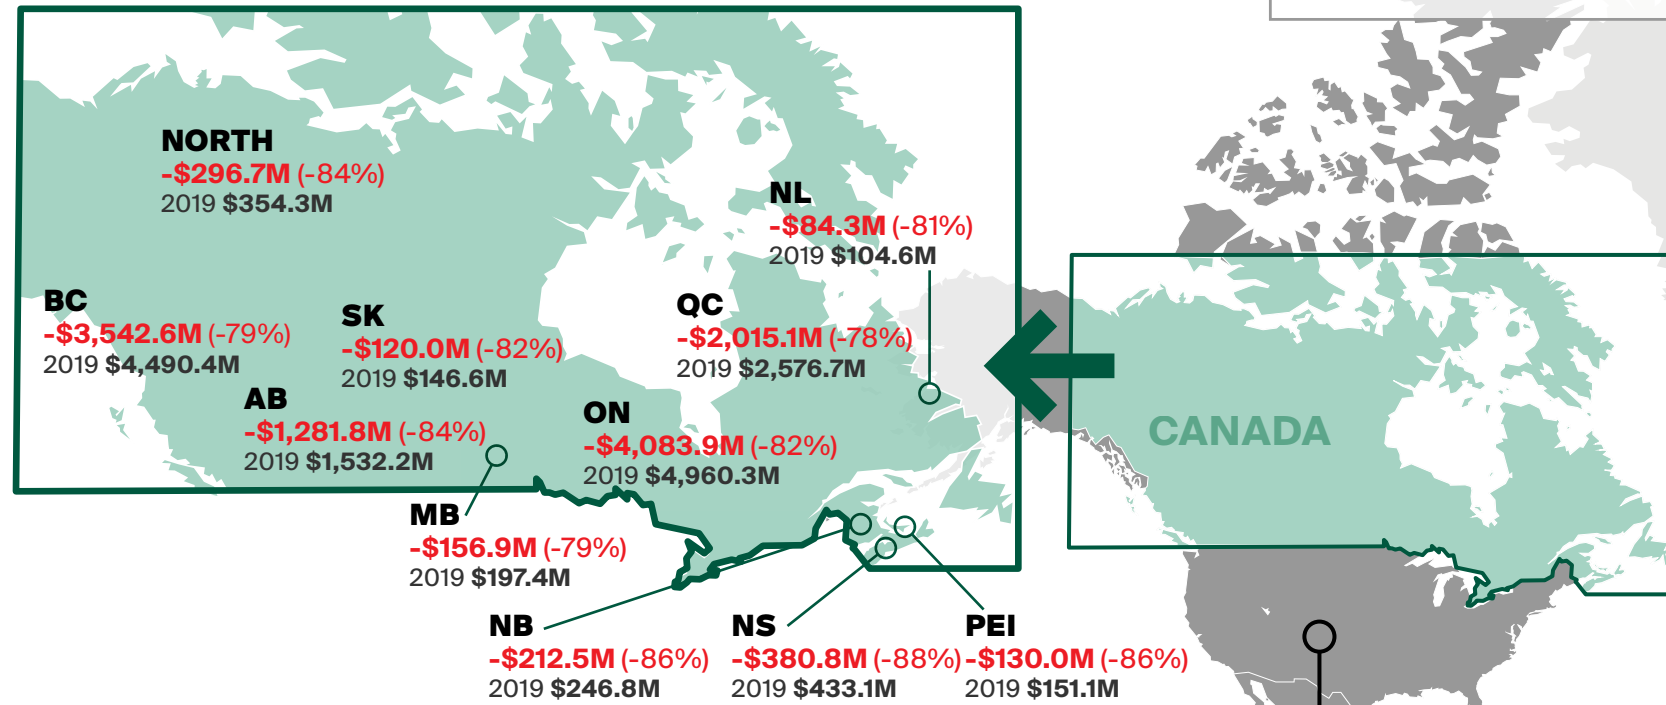 NORTH
-$296.7M (-84%)
2019 $354.3M
NL
-$84.3M (-81%)
2019 $104.6M
BC
-$3,542.6M (-79%)
2019 $4,490.4M
SK
-$120.0M (-82%)
2019 $146.6M
QC
-$2,015.1M (-78%)
2019 $2,576.7M
AB
-$1,281.8M (-84%)
2019 $1,532.2M
ON
-$4,083.9M (-82%)
2019 $4,960.3M
CANADA
MB
-$156.9M (-79%)
2019 $197.4M
NB
-$212.5M (-86%)
2019 $246.8M
NS
-$380.8M (-88%)
2019 $433.1M
PEI
-$130.0M (-86%)
2019 $151.1M